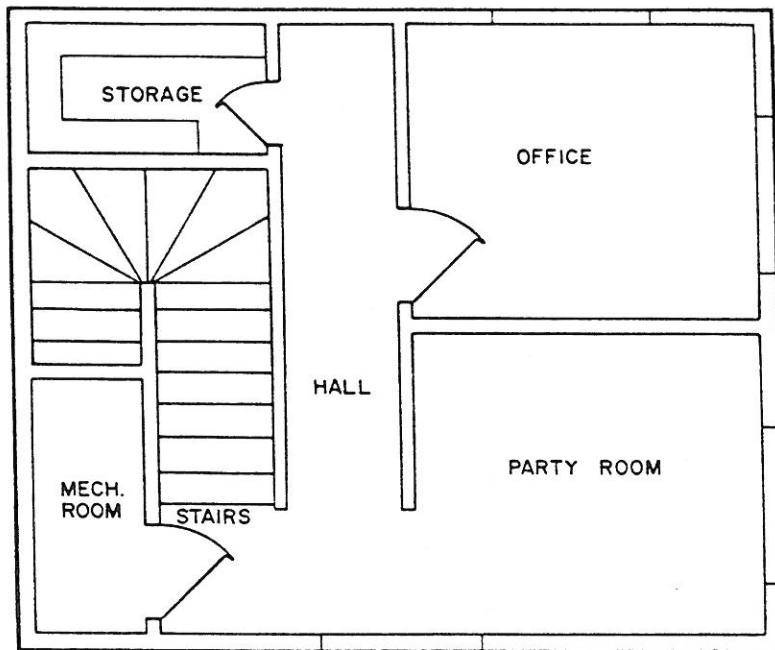 STORAGE
OFFICE
HALL
PARTY ROOM
MECH.
ROOM
STAIRS